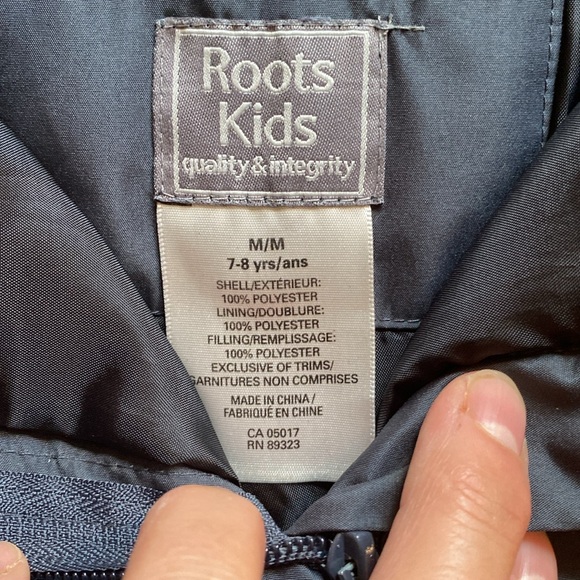 Roots
Kids
quality & integrity
M/M
7-8 yrs/ans
SHELL/EXTÉRIEUR:
100% POLYESTER
LINING/DOUBLURE:
100% POLYESTER
FILLING/REMPLISSAGE:
100% POLYESTER
EXCLUSIVE OF TRIMS/
GARNITURES NON COMPRISES
MADE IN CHINA/
FABRIQUÉ EN CHINE
CA 05017
RN 89323